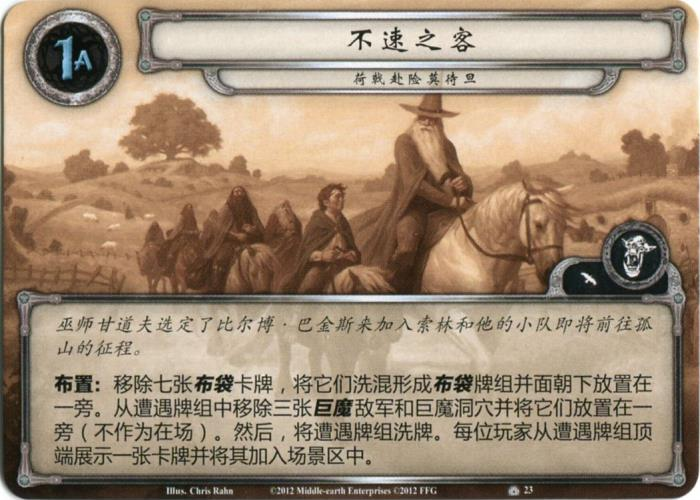 1A
不速之客
荷戟赴险莫待旦
巫师甘道夫选定了比尔博·巴金斯来加入索林和他的小队即将前往孤
山的征程。
布置：移除七张布袋卡牌，将它们洗混形成布袋牌组并面朝下放置在
一旁。从遭遇牌组中移除三张巨魔敌军和巨魔洞穴并将它们放置在一
旁（不作为在场）。然后，将遭遇牌组洗牌。每位玩家从遭遇牌组顶
端展示一张卡牌并将其加入场景区中。
Illus. Chris Rahn ©2012 Middle-earth Enterprises ©2012 FFG 23